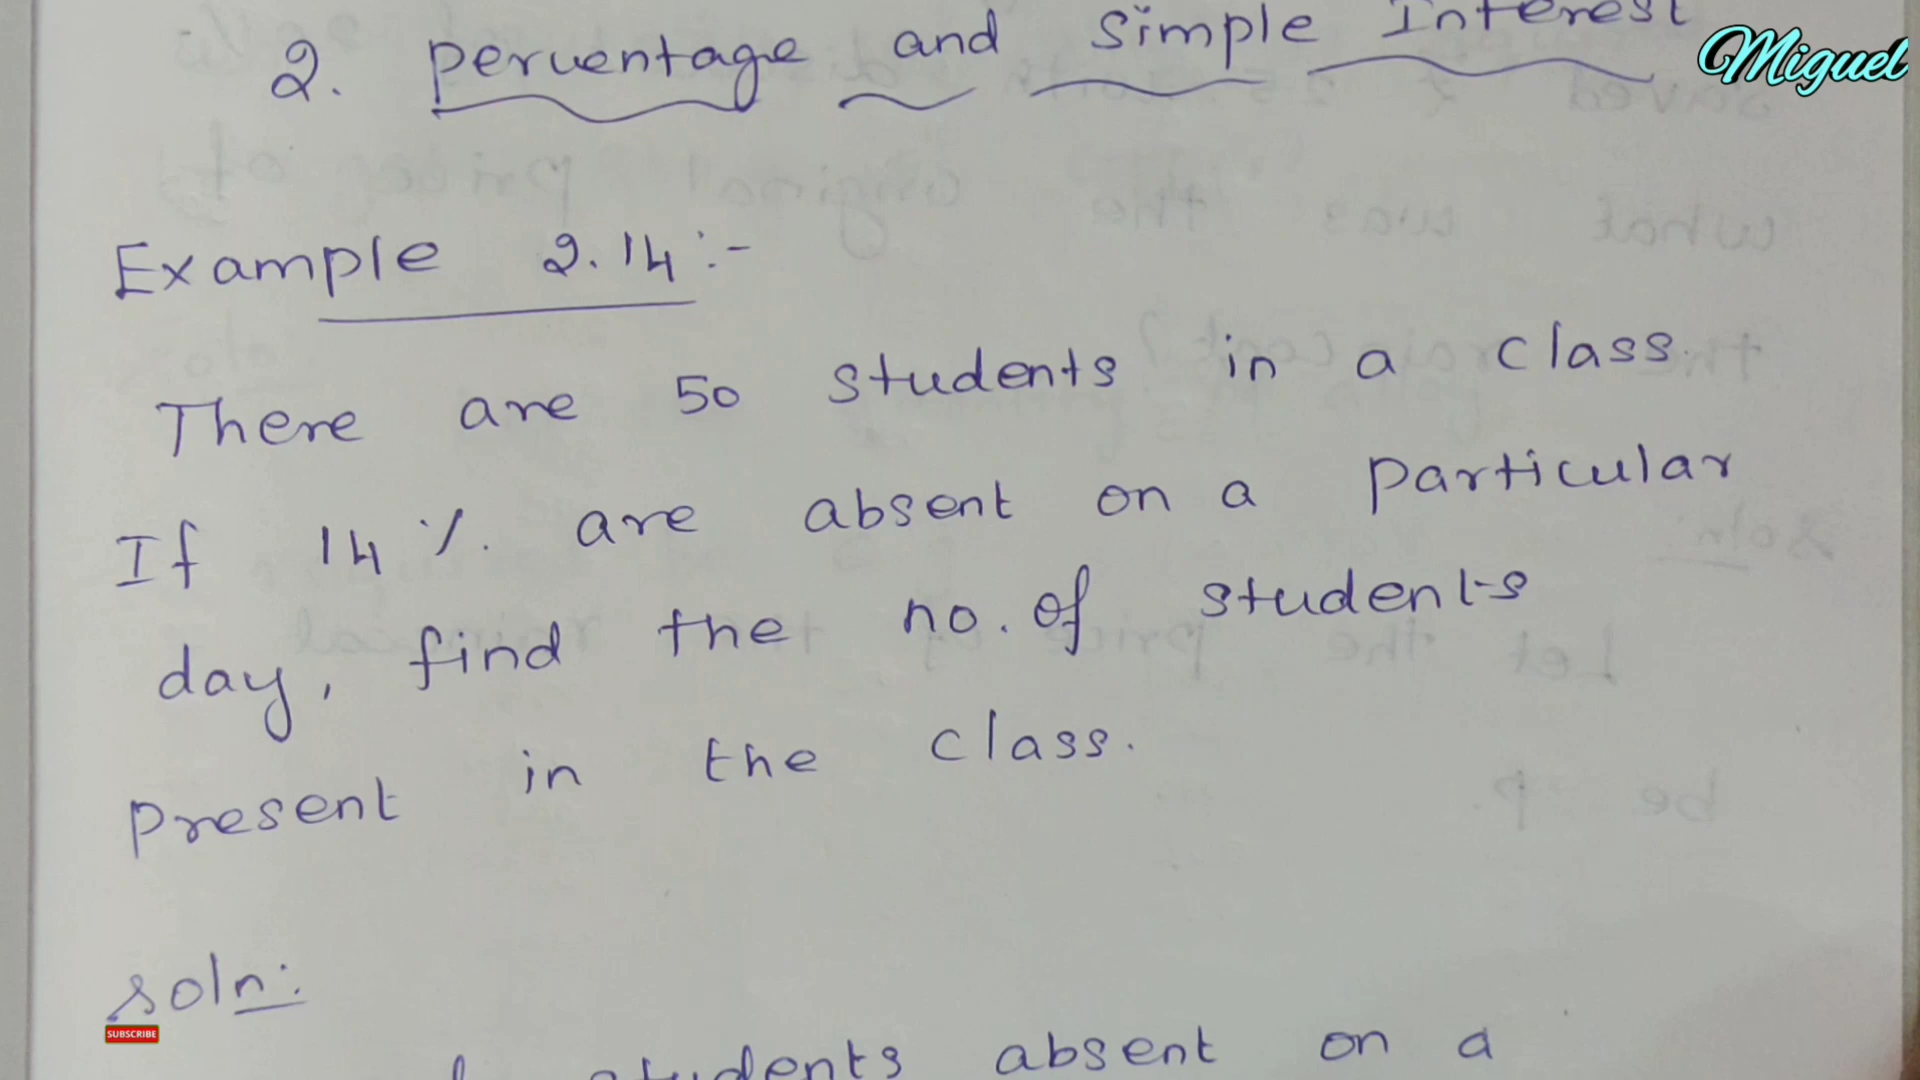 2. Percentage and Simple Interest
Miguel
Example 2.14:-
There are 50 students in a class.
If 14%. are absent on a particular
day, find the no. of students
present in the class.
soln:
SUBSCRIBE
students absent on a